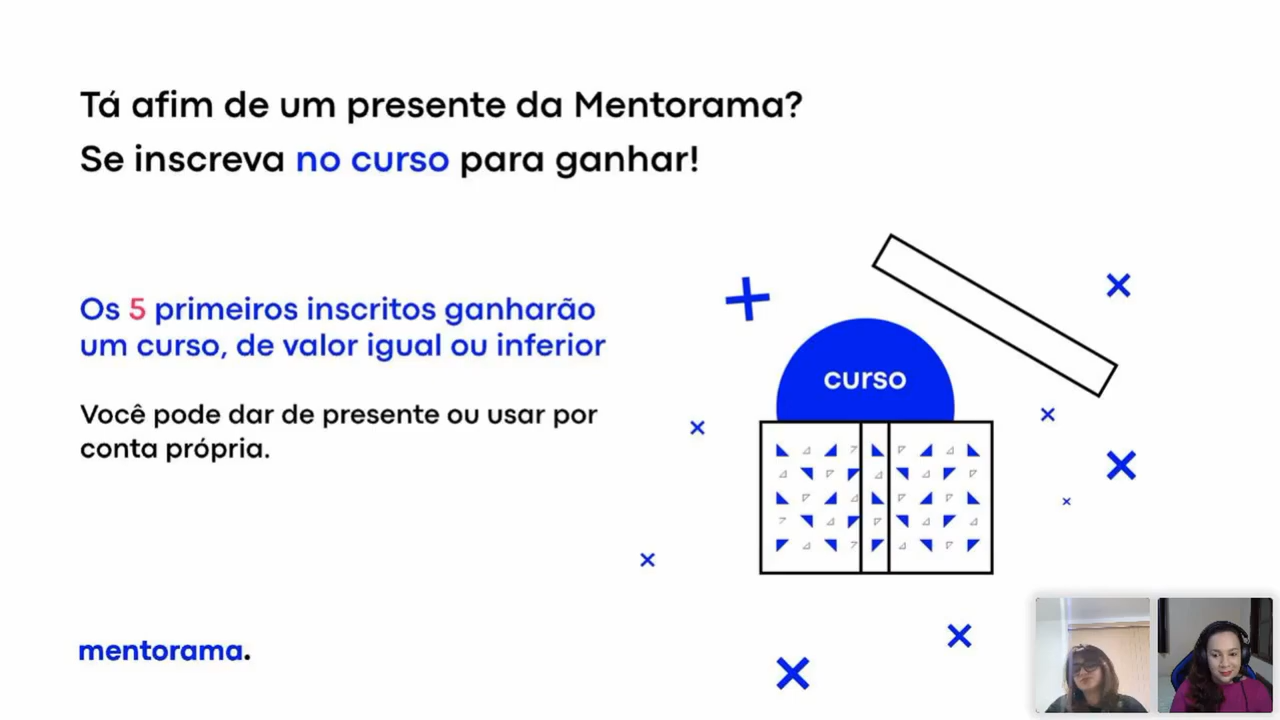 Tá afim de um presente da Mentorama?
Se inscreva no curso para ganhar!
Os 5 primeiros inscritos ganharão
um curso, de valor igual ou inferior
Você pode dar de presente ou usar por
conta própria.
curso
mentorama.